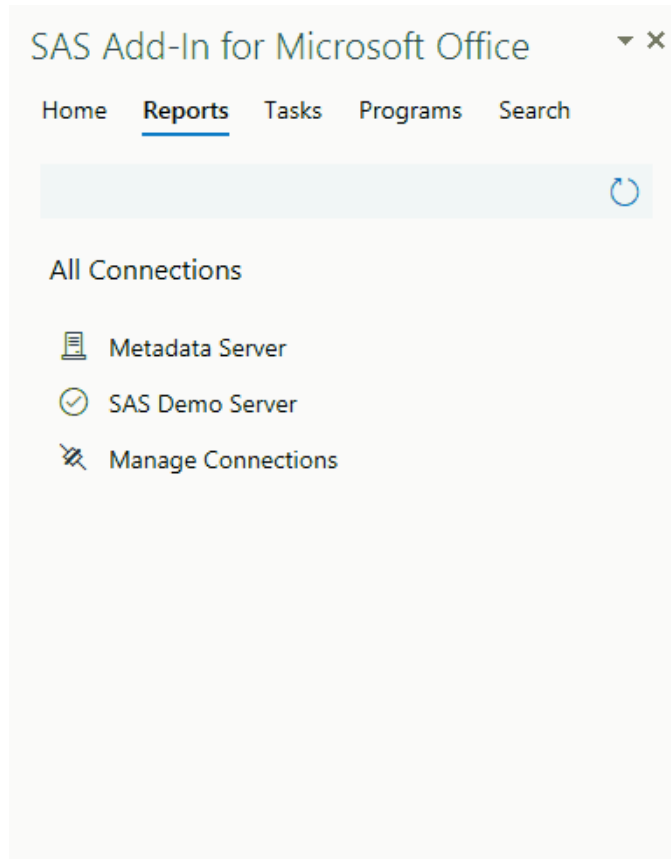 SAS Add-In for Microsoft Office
Home Reports Tasks Programs Search
All Connections
Metadata Server
SAS Demo Server
Manage Connections